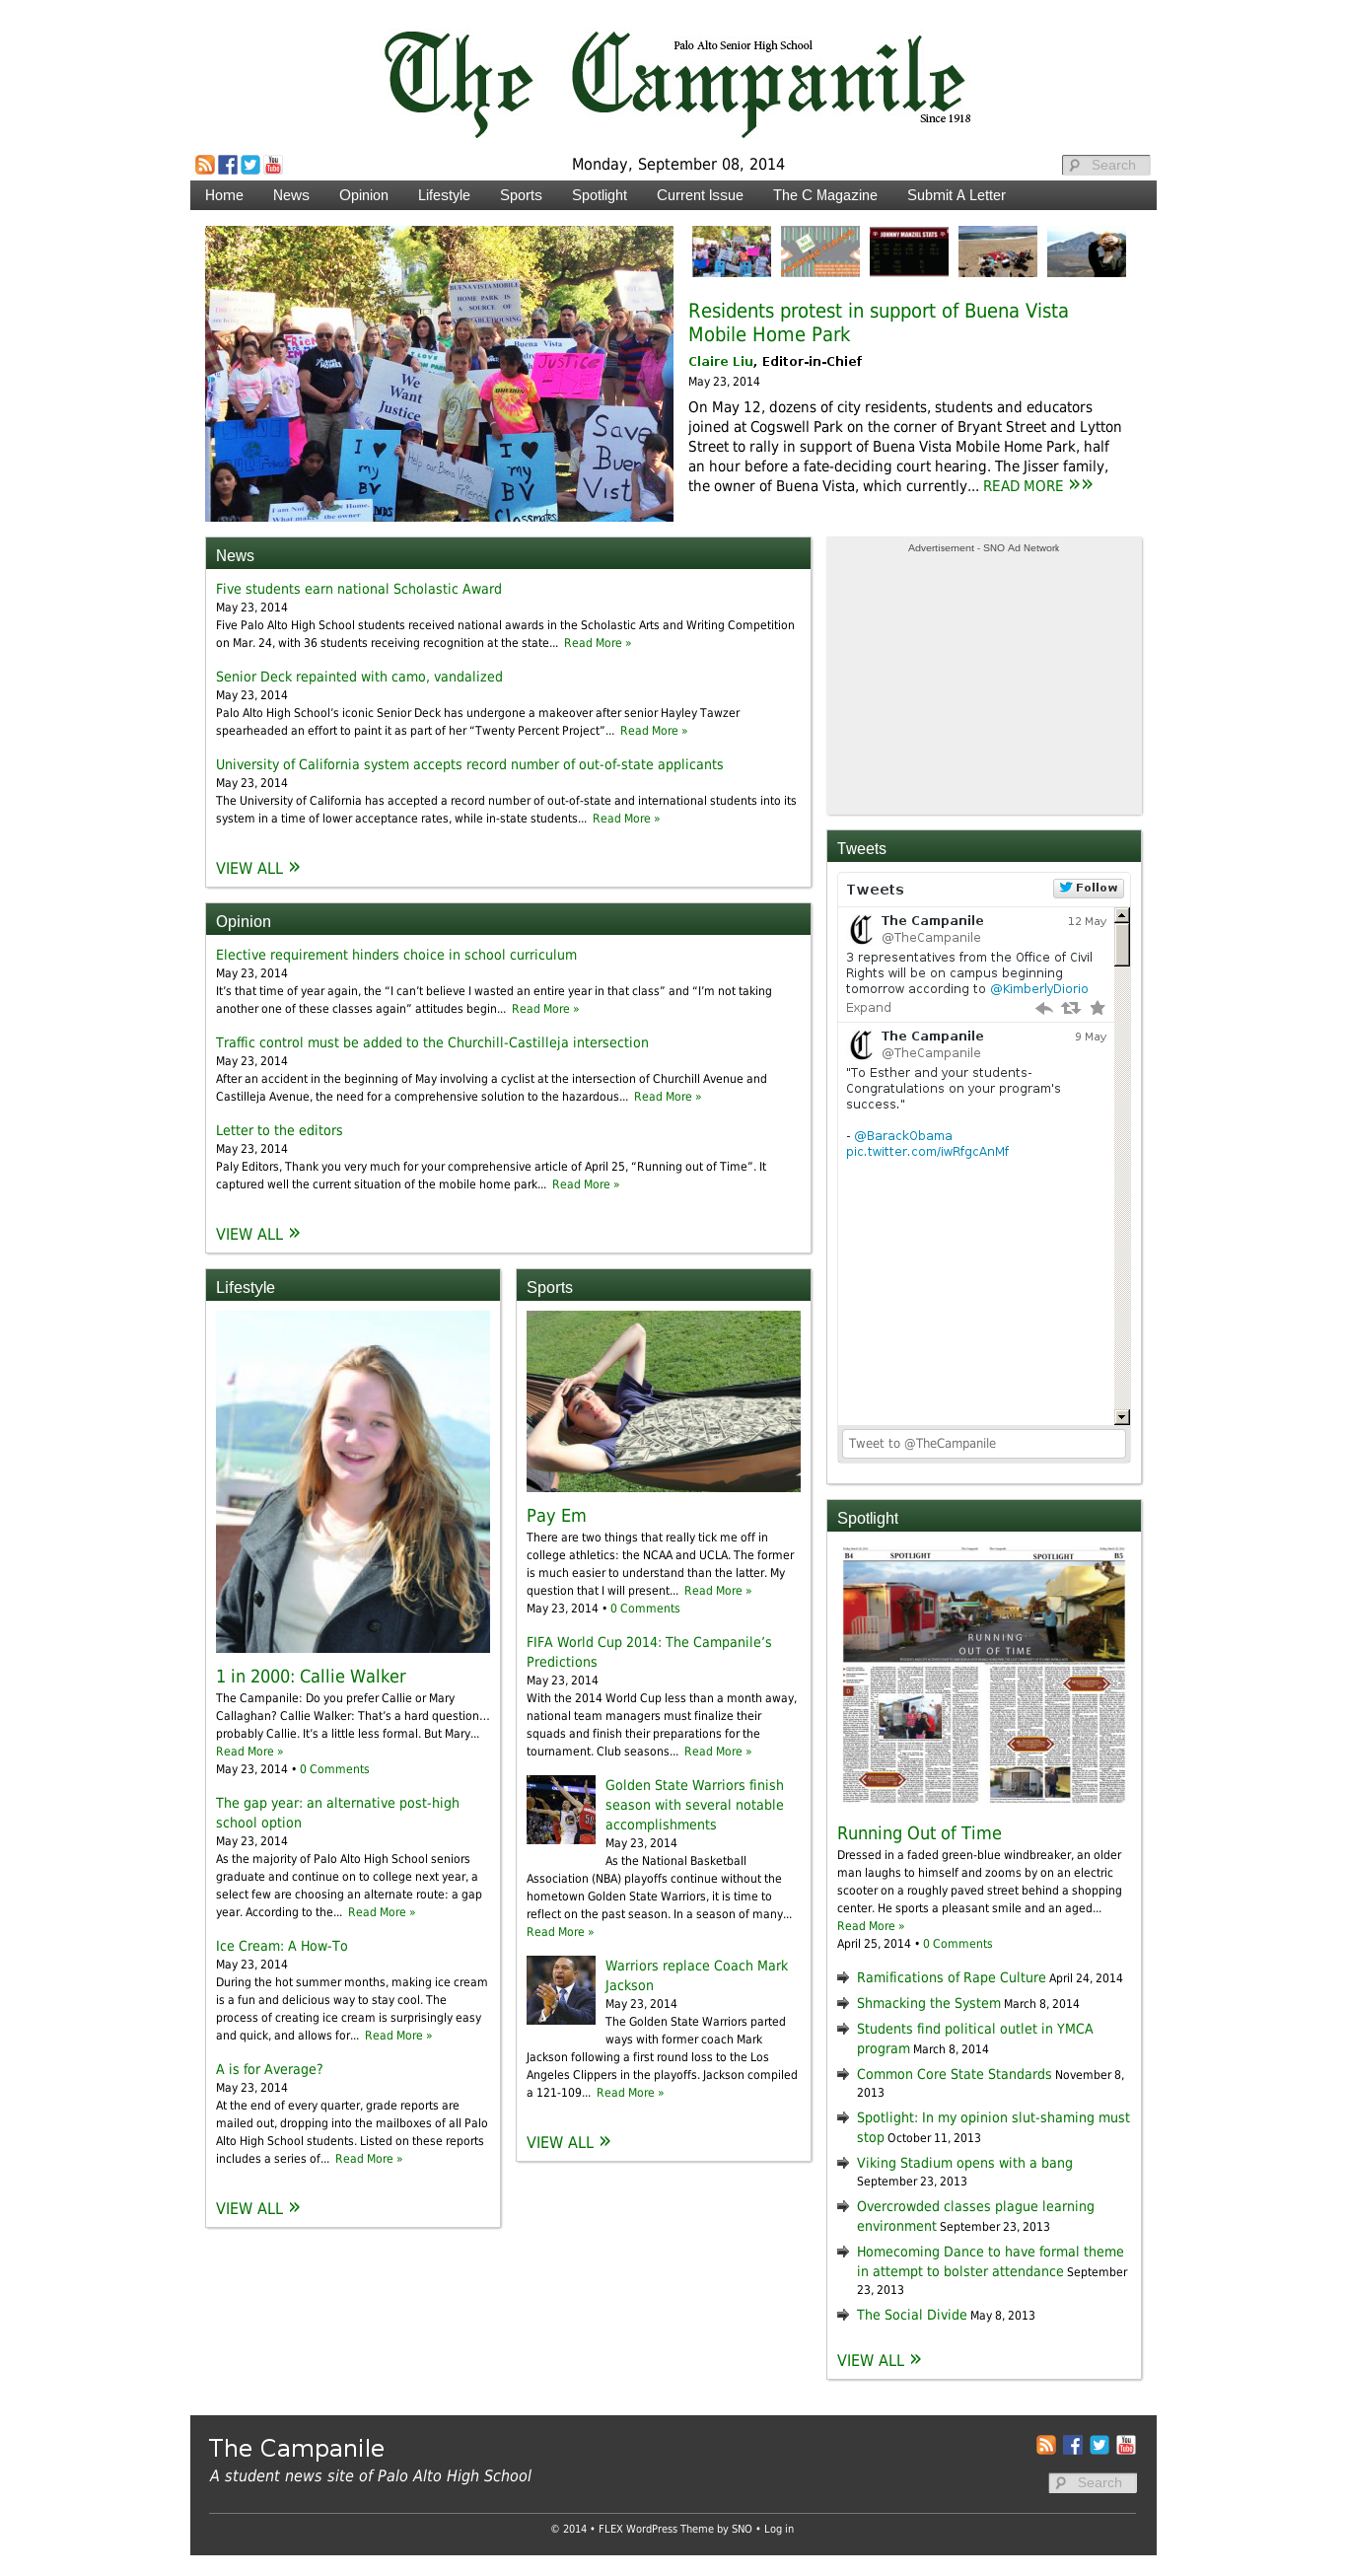 The Campanile
Palo Alto Senior High School
Since 1918
Monday, September 08, 2014
Search
Home News Opinion Lifestyle Sports Spotlight Current Issue The C Magazine Submit A Letter
BUENA VISTA MOBILE
HOME PARK IS
A SOURCE OF
We
Want
Justice
JUSTICE
I ♥
my
BV
Help our Buena Vista
Friends
I ♥
my
BV
Classmates
Save
Buena
Vista
JOHNNY MANZIEL STATS
Residents protest in support of Buena Vista
Mobile Home Park
Claire Liu, Editor-in-Chief
May 23, 2014
On May 12, dozens of city residents, students and educators
joined at Cogswell Park on the corner of Bryant Street and Lytton
Street to rally in support of Buena Vista Mobile Home Park, half
an hour before a fate-deciding court hearing. The Jisser family,
the owner of Buena Vista, which currently... READ MORE »»
News
Five students earn national Scholastic Award
May 23, 2014
Five Palo Alto High School students received national awards in the Scholastic Arts and Writing Competition
on Mar. 24, with 36 students receiving recognition at the state... Read More »
Senior Deck repainted with camo, vandalized
May 23, 2014
Palo Alto High School’s iconic Senior Deck has undergone a makeover after senior Hayley Tawzer
spearheaded an effort to paint it as part of her “Twenty Percent Project”... Read More »
University of California system accepts record number of out-of-state applicants
May 23, 2014
The University of California has accepted a record number of out-of-state and international students into its
system in a time of lower acceptance rates, while in-state students... Read More »
VIEW ALL »
Opinion
Elective requirement hinders choice in school curriculum
May 23, 2014
It’s that time of year again, the “I can’t believe I wasted an entire year in that class” and “I’m not taking
another one of these classes again” attitudes begin... Read More »
Traffic control must be added to the Churchill-Castilleja intersection
May 23, 2014
After an accident in the beginning of May involving a cyclist at the intersection of Churchill Avenue and
Castilleja Avenue, the need for a comprehensive solution to the hazardous... Read More »
Letter to the editors
May 23, 2014
Paly Editors, Thank you very much for your comprehensive article of April 25, “Running out of Time”. It
captured well the current situation of the mobile home park... Read More »
VIEW ALL »
Lifestyle
1 in 2000: Callie Walker
The Campanile: Do you prefer Callie or Mary
Callaghan? Callie Walker: That’s a hard question…
probably Callie. It’s a little less formal. But Mary...
Read More »
May 23, 2014 • 0 Comments
The gap year: an alternative post-high
school option
May 23, 2014
As the majority of Palo Alto High School seniors
graduate and continue on to college next year, a
select few are choosing an alternate route: a gap
year. According to the... Read More »
Ice Cream: A How-To
May 23, 2014
During the hot summer months, making ice cream
is a fun and delicious way to stay cool. The
process of creating ice cream is surprisingly easy
and quick, and allows for... Read More »
A is for Average?
May 23, 2014
At the end of every quarter, grade reports are
mailed out, dropping into the mailboxes of all Palo
Alto High School students. Listed on these reports
includes a series of... Read More »
VIEW ALL »
Sports
Pay Em
There are two things that really tick me off in
college athletics: the NCAA and UCLA. The former
is much easier to understand than the latter. My
question that I will present... Read More »
May 23, 2014 • 0 Comments
FIFA World Cup 2014: The Campanile’s
Predictions
May 23, 2014
With the 2014 World Cup less than a month away,
national team managers must finalize their
squads and finish their preparations for the
tournament. Club seasons... Read More »
Golden State Warriors finish
season with several notable
accomplishments
May 23, 2014
As the National Basketball
Association (NBA) playoffs continue without the
hometown Golden State Warriors, it is time to
reflect on the past season. In a season of many...
Read More »
Warriors replace Coach Mark
Jackson
May 23, 2014
The Golden State Warriors parted
ways with former coach Mark
Jackson following a first round loss to the Los
Angeles Clippers in the playoffs. Jackson compiled
a 121-109... Read More »
VIEW ALL »
Advertisement - SNO Ad Network
Tweets
Tweets
Follow
The Campanile 12 May
@TheCampanile
3 representatives from the Office of Civil
Rights will be on campus beginning
tomorrow according to @KimberlyDiorio
Expand
The Campanile 9 May
@TheCampanile
"To Esther and your students-
Congratulations on your program's
success."
- @BarackObama
pic.twitter.com/iwRfgcAnMf
Tweet to @TheCampanile
Spotlight
B4 SPOTLIGHT SPOTLIGHT B5
RUNNING
OUT OF TIME
Running Out of Time
Dressed in a faded green-blue windbreaker, an older
man laughs to himself and zooms by on an electric
scooter on a roughly paved street behind a shopping
center. He sports a pleasant smile and an aged...
Read More »
April 25, 2014 • 0 Comments
Ramifications of Rape Culture April 24, 2014
Shmacking the System March 8, 2014
Students find political outlet in YMCA
program March 8, 2014
Common Core State Standards November 8,
2013
Spotlight: In my opinion slut-shaming must
stop October 11, 2013
Viking Stadium opens with a bang
September 23, 2013
Overcrowded classes plague learning
environment September 23, 2013
Homecoming Dance to have formal theme
in attempt to bolster attendance September
23, 2013
The Social Divide May 8, 2013
VIEW ALL »
The Campanile
A student news site of Palo Alto High School
Search
© 2014 • FLEX WordPress Theme by SNO • Log in